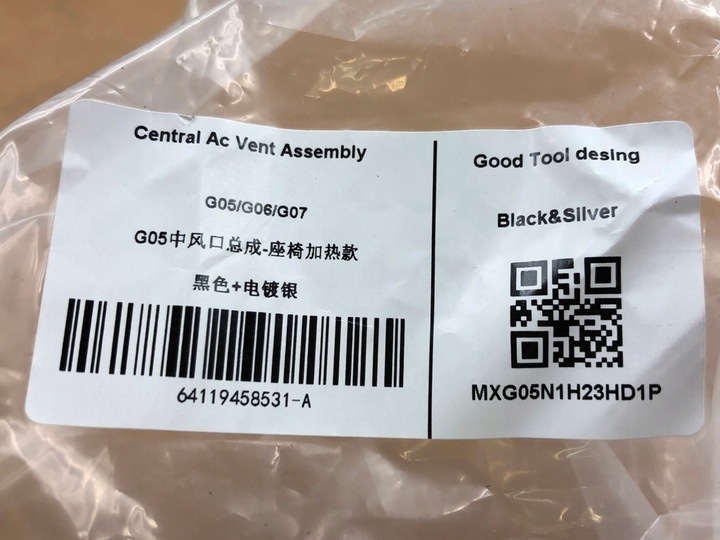 Central Ac Vent Assembly
G05/G06/G07
G05中风口总成-座椅加热款
黑色+电镀银
64119458531-A
Good Tool desing
Black&Silver
MXG05N1H23HD1P